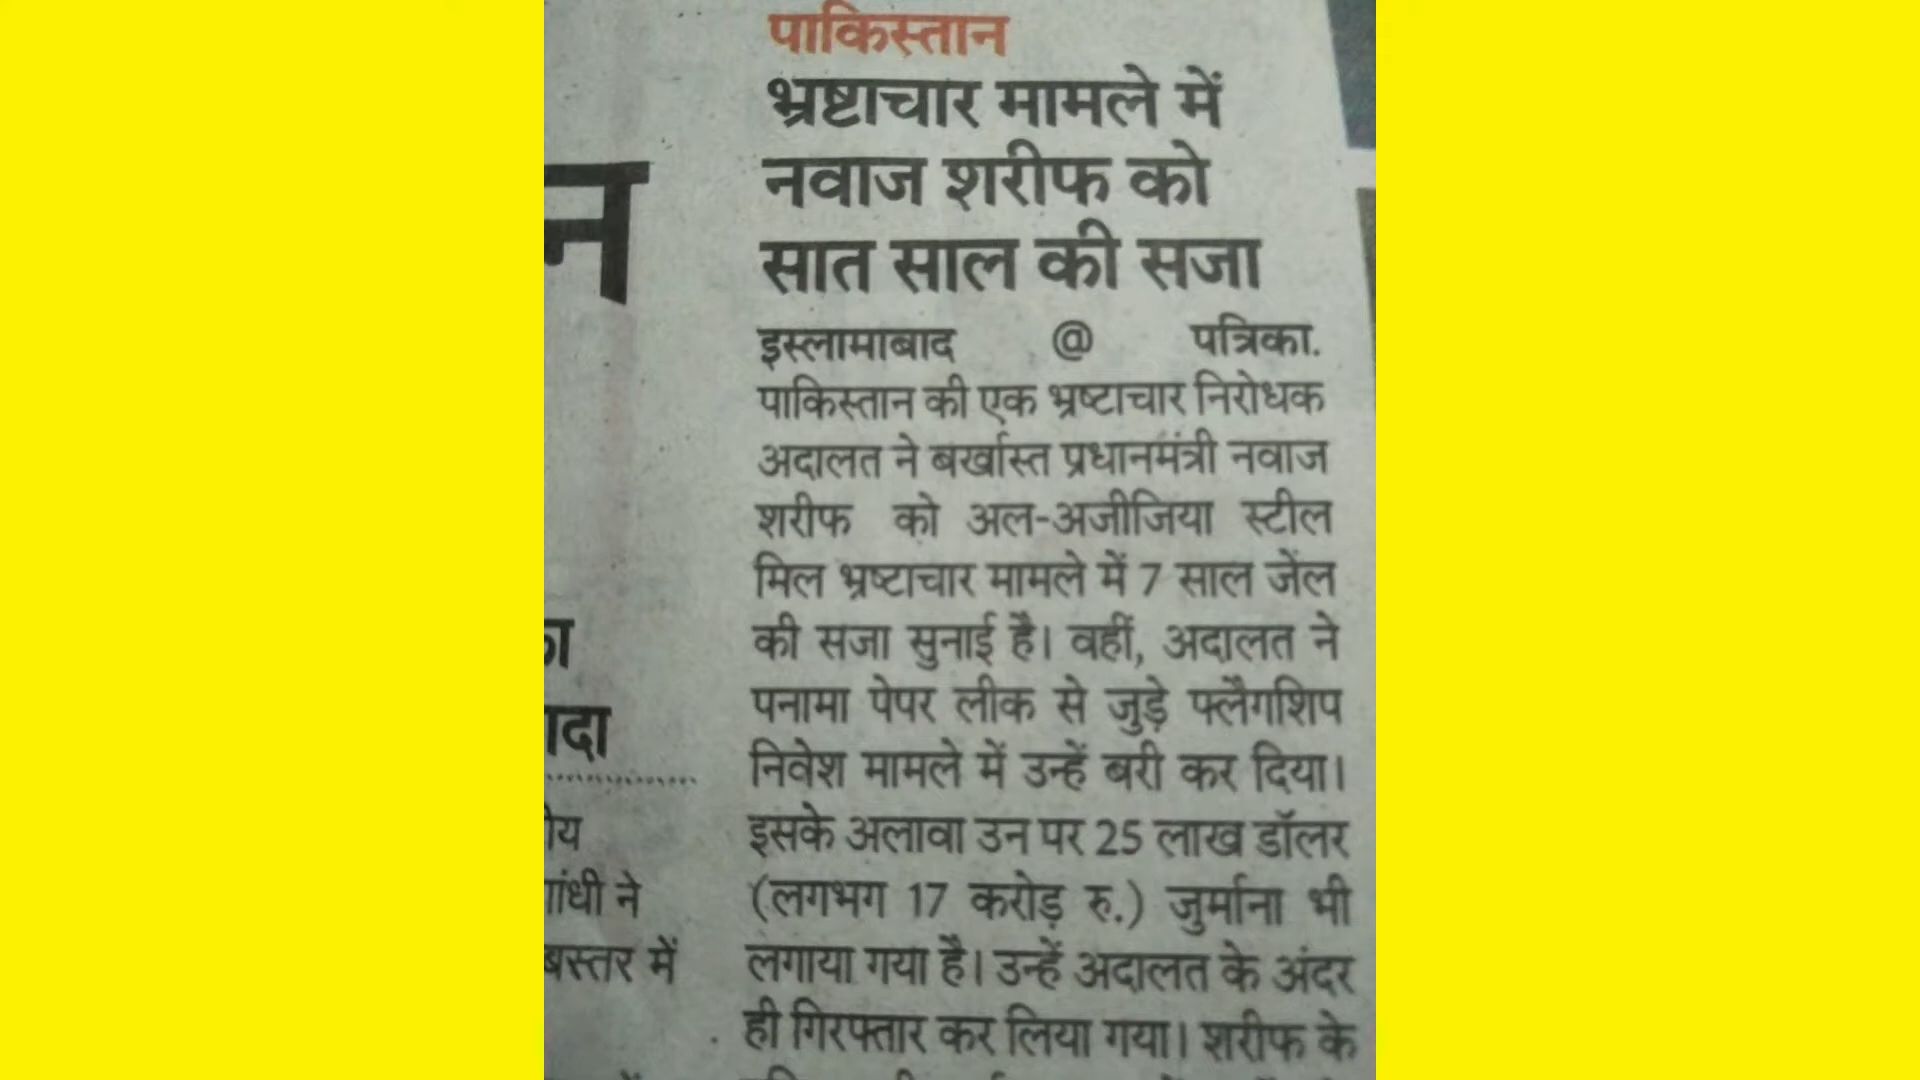 पाकिस्तान
भ्रष्टाचार मामले में
नवाज शरीफ को
सात साल की सजा
इस्लामाबाद @ पत्रिका.
पाकिस्तान की एक भ्रष्टाचार निरोधक
अदालत ने बर्खास्त प्रधानमंत्री नवाज
शरीफ को अल-अजीजिया स्टील
मिल भ्रष्टाचार मामले में 7 साल जेल
की सजा सुनाई है। वहीं, अदालत ने
पनामा पेपर लीक से जुड़े फ्लैगशिप
निवेश मामले में उन्हें बरी कर दिया।
इसके अलावा उन पर 25 लाख डॉलर
(लगभग 17 करोड़ रु.) जुर्माना भी
लगाया गया है। उन्हें अदालत के अंदर
ही गिरफ्तार कर लिया गया। शरीफ के
न
का
ादा
ीय
गांधी ने
बस्तर में